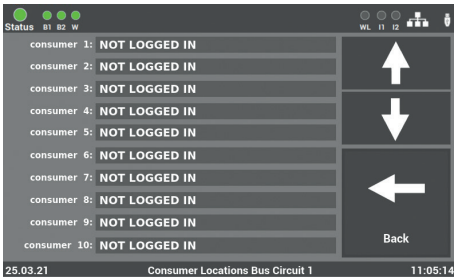 Status B1 B2 W WL I1 I2
consumer 1: NOT LOGGED IN
consumer 2: NOT LOGGED IN
consumer 3: NOT LOGGED IN
consumer 4: NOT LOGGED IN
consumer 5: NOT LOGGED IN
consumer 6: NOT LOGGED IN
consumer 7: NOT LOGGED IN
consumer 8: NOT LOGGED IN
consumer 9: NOT LOGGED IN
consumer 10: NOT LOGGED IN
Back
25.03.21 Consumer Locations Bus Circuit 1 11:05:14